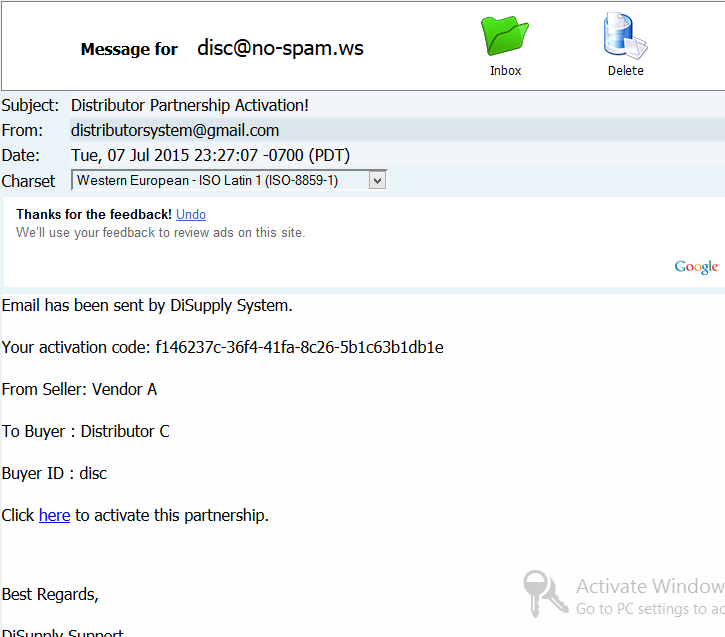 Message for disc@no-spam.ws
Inbox
Delete
Subject: Distributor Partnership Activation!
From: distributorsystem@gmail.com
Date: Tue, 07 Jul 2015 23:27:07 -0700 (PDT)
Charset Western European - ISO Latin 1 (ISO-8859-1)
Thanks for the feedback! Undo
We'll use your feedback to review ads on this site.
Google
Email has been sent by DiSupply System.
Your activation code: f146237c-36f4-41fa-8c26-5b1c63b1db1e
From Seller: Vendor A
To Buyer : Distributor C
Buyer ID : disc
Click here to activate this partnership.
Best Regards,
Activate Window
Go to PC settings to ac
DiSupply Support